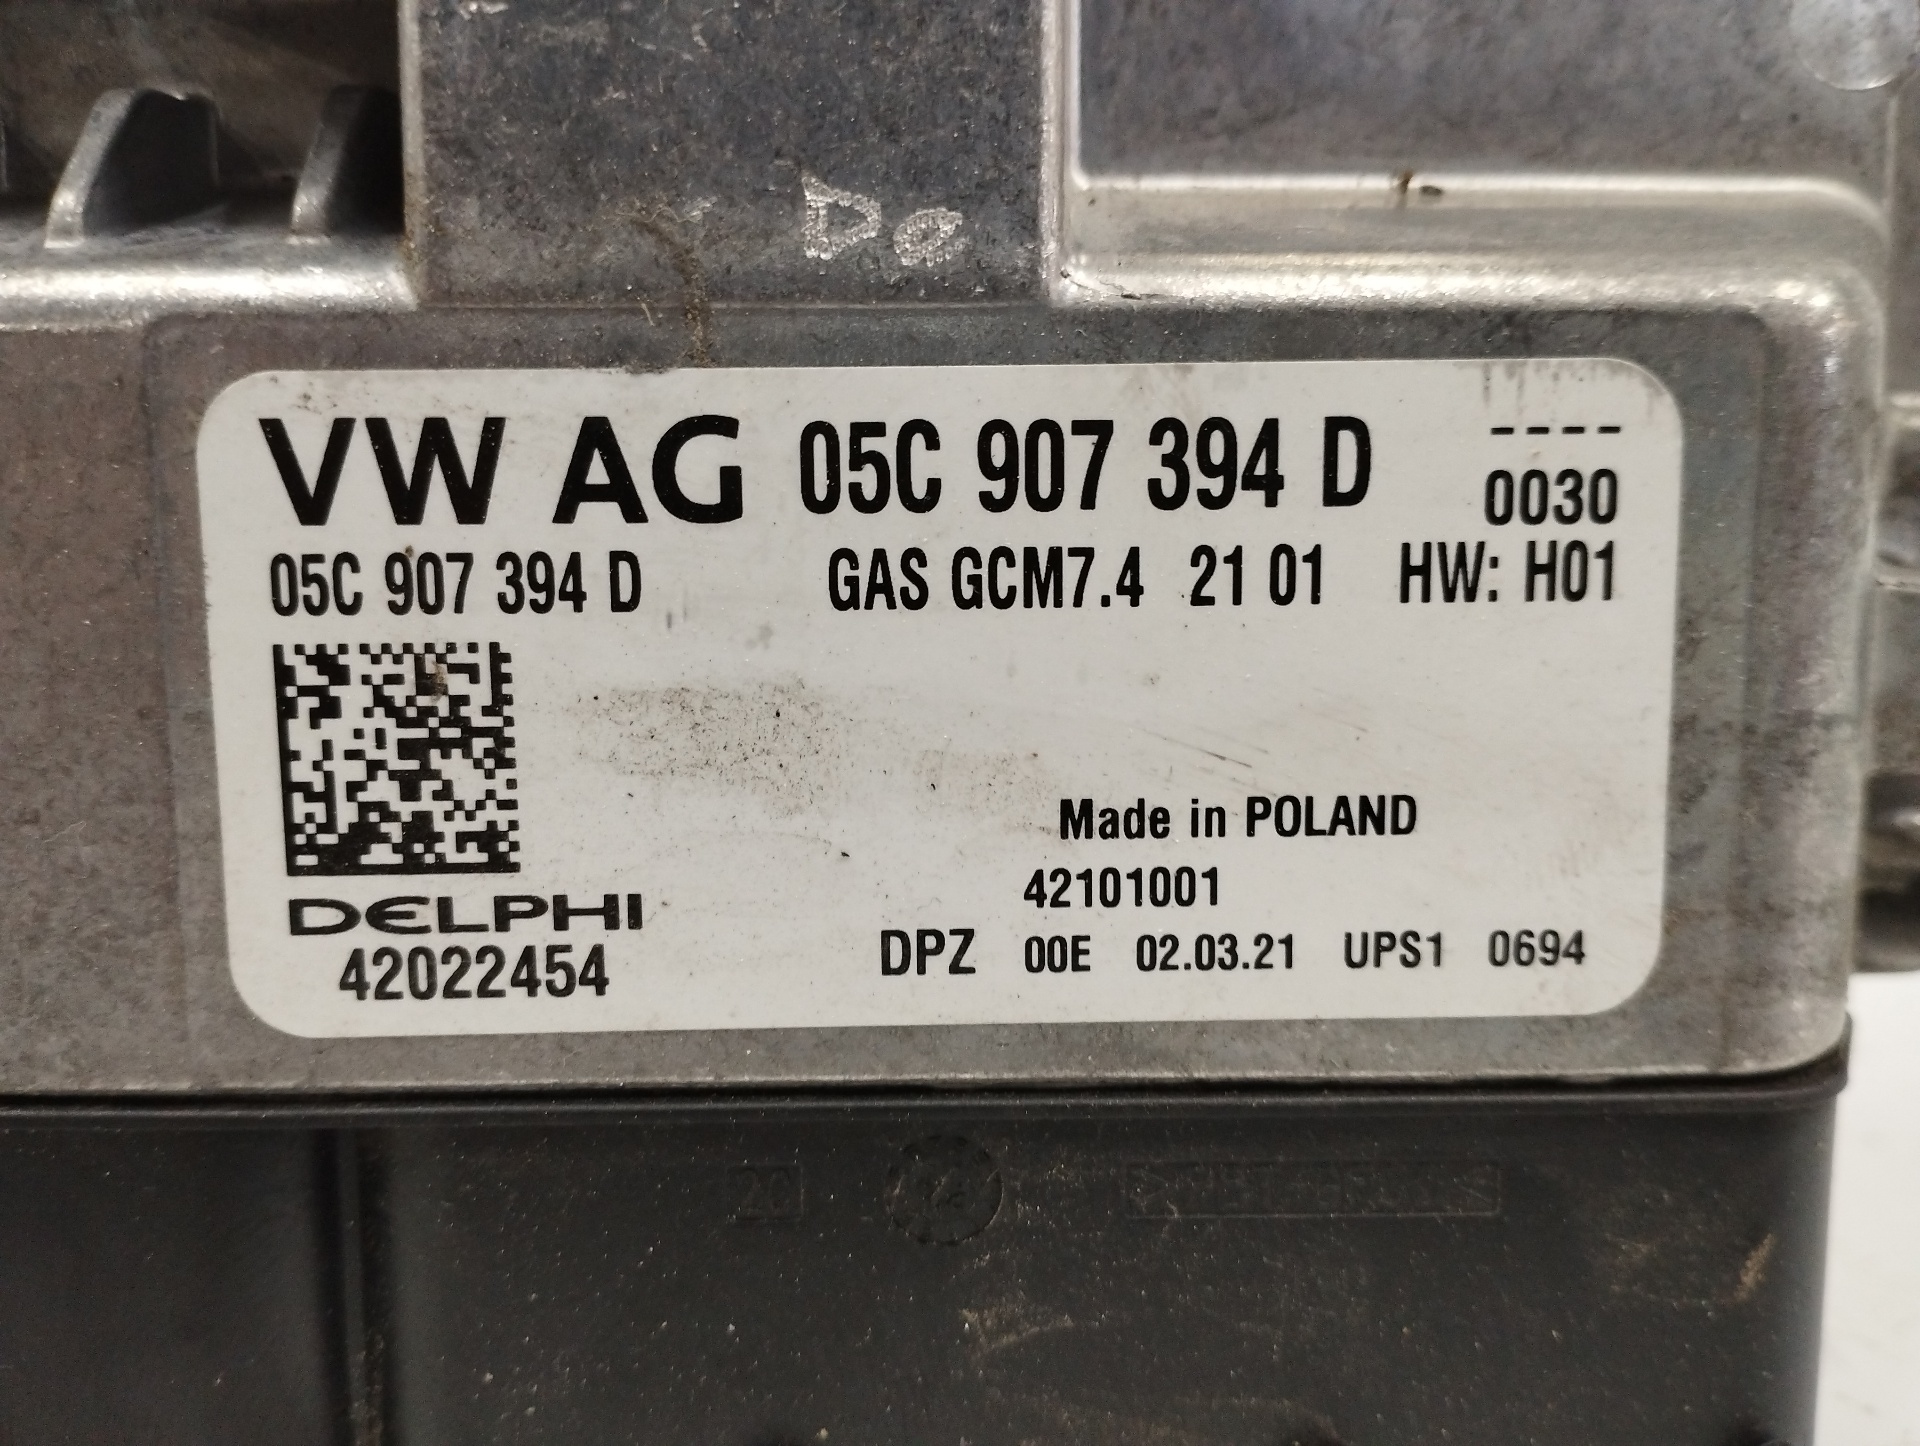 VW AG 05C 907 394 D ----
0030
05C 907 394 D GAS GCM7.4 21 01 HW: H01
Made in POLAND
42101001
DELPHI
42022454
DPZ 00E 02.03.21 UPS1 0694
20